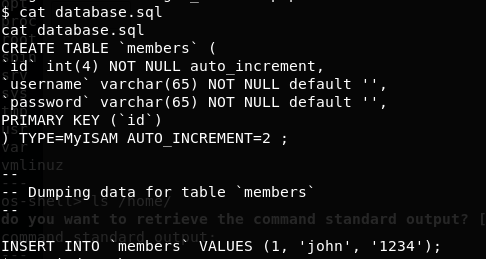 $ cat database.sql
cat database.sql
CREATE TABLE `members` (
`id` int(4) NOT NULL auto_increment,
`username` varchar(65) NOT NULL default '',
`password` varchar(65) NOT NULL default '',
PRIMARY KEY (`id`)
) TYPE=MyISAM AUTO_INCREMENT=2 ;
var
vmlinuz
--
-- Dumping data for table `members`
--
os-shell> ls /home/
do you want to retrieve the command standard output? [
command standard output:
INSERT INTO `members` VALUES (1, 'john', '1234');